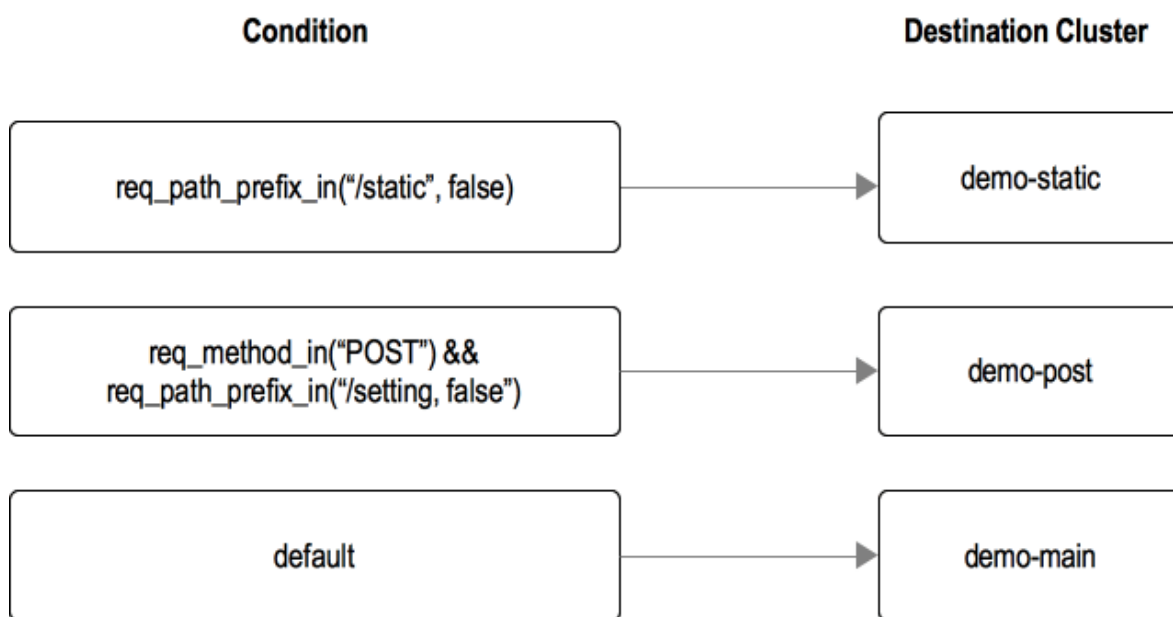 Condition
Destination Cluster
req_path_prefix_in(“/static”, false)
demo-static
req_method_in(“POST”) &&
req_path_prefix_in(“/setting, false”)
demo-post
default
demo-main